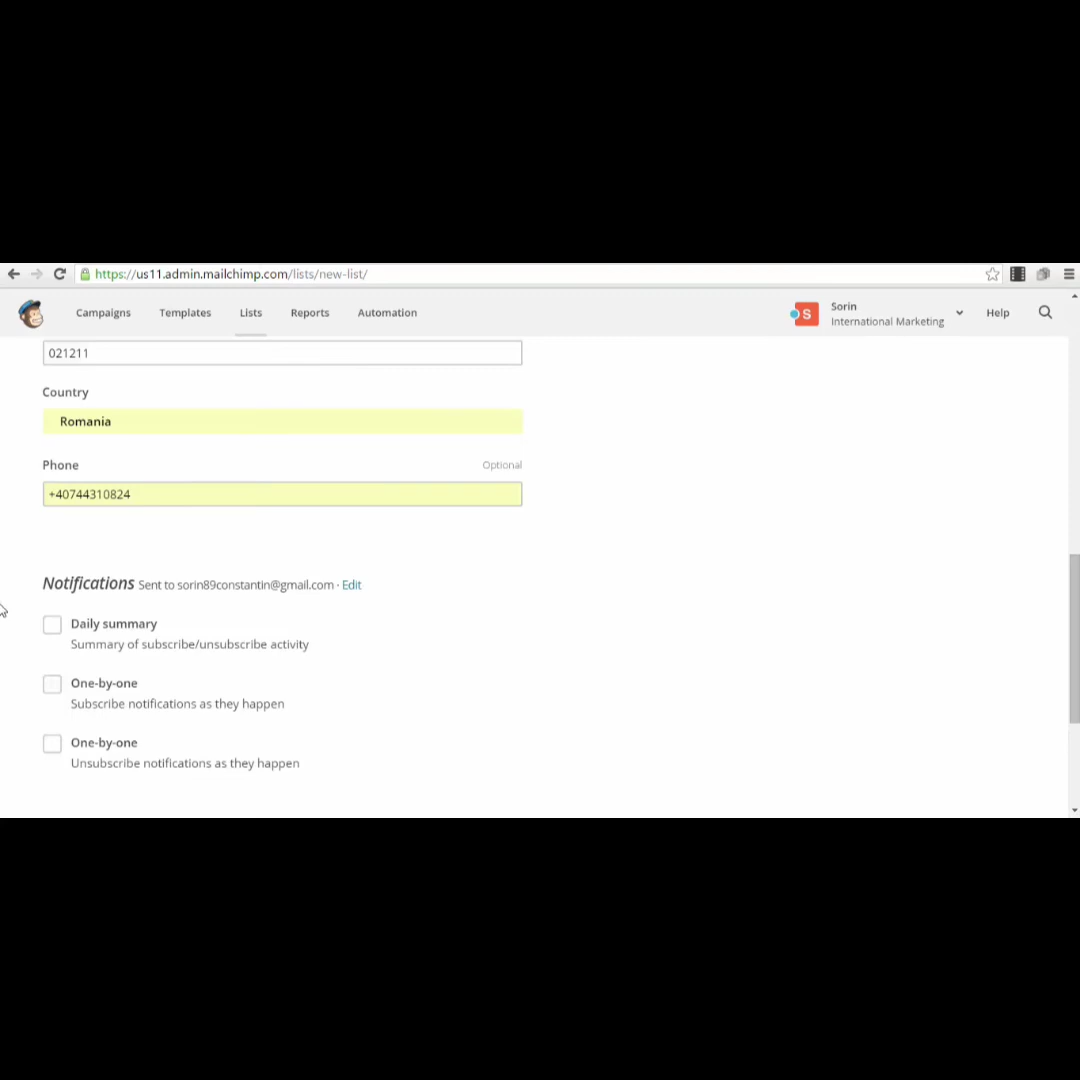 https://us11.admin.mailchimp.com/lists/new-list/
Campaigns Templates Lists Reports Automation S Sorin International Marketing Help
021211
Country
Romania
Phone Optional
+40744310824
Notifications Sent to sorin89constantin@gmail.com · Edit
Daily summary
Summary of subscribe/unsubscribe activity
One-by-one
Subscribe notifications as they happen
One-by-one
Unsubscribe notifications as they happen